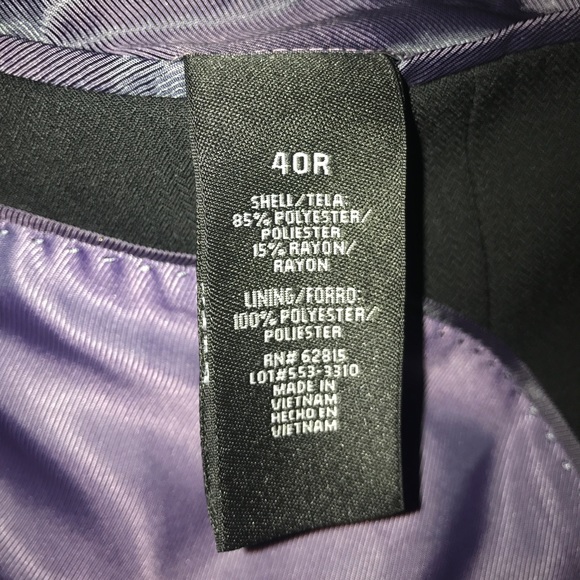 40R
SHELL/TELA:
85% POLYESTER/
POLIESTER
15% RAYON/
RAYON
LINING/FORRO:
100% POLYESTER/
POLIESTER
RN# 62815
LOT#553-3310
MADE IN
VIETNAM
HECHO EN
VIETNAM